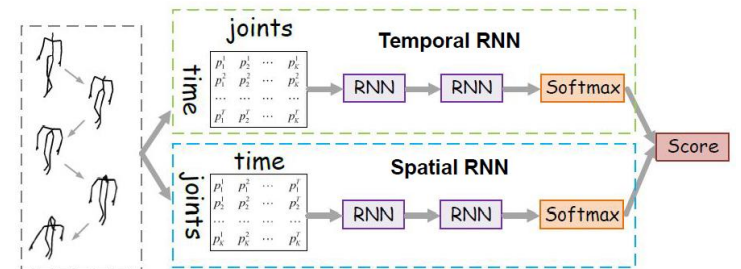 joints
Temporal RNN
time
p_1^1 p_2^1 ⋯ p_K^1
p_1^2 p_2^2 ⋯ p_K^2
⋯ ⋯ ⋯ ⋯
p_1^T p_2^T ⋯ p_K^T
RNN
RNN
Softmax
Score
time
Spatial RNN
joints
p_1^1 p_1^2 ⋯ p_1^T
p_2^1 p_2^2 ⋯ p_2^T
⋯ ⋯ ⋯ ⋯
p_K^1 p_K^2 ⋯ p_K^T
RNN
RNN
Softmax